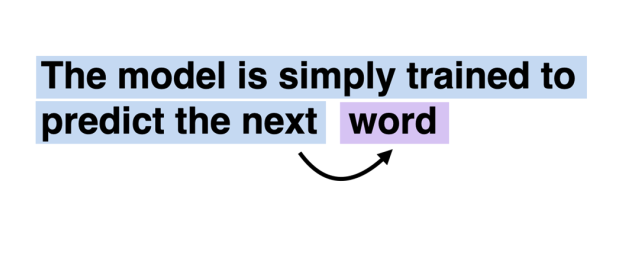 The model is simply trained to
predict the next word